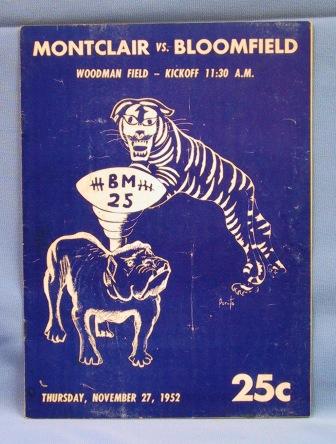 MONTCLAIR VS. BLOOMFIELD
WOODMAN FIELD - KICKOFF 11:30 A.M.
BM
25
THURSDAY, NOVEMBER 27, 1952
25c